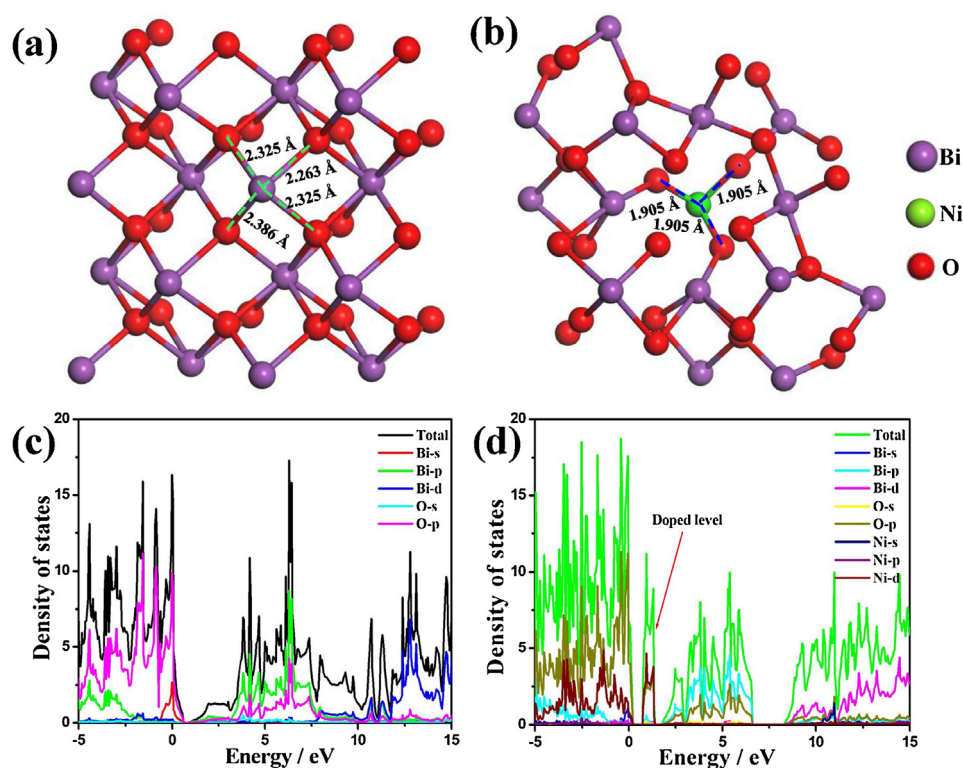 (a)
2.325 Å
2.263 Å
2.325 Å
2.386 Å
(b)
1.905 Å
1.905 Å
1.905 Å
Bi
Ni
O
(c)
Density of states
20
15
10
5
0
-5 0 5 10 15
Energy / eV
Total
Bi-s
Bi-p
Bi-d
O-s
O-p
(d)
Density of states
20
15
10
5
0
-5 0 5 10 15
Energy / eV
Doped level
Total
Bi-s
Bi-p
Bi-d
O-s
O-p
Ni-s
Ni-p
Ni-d